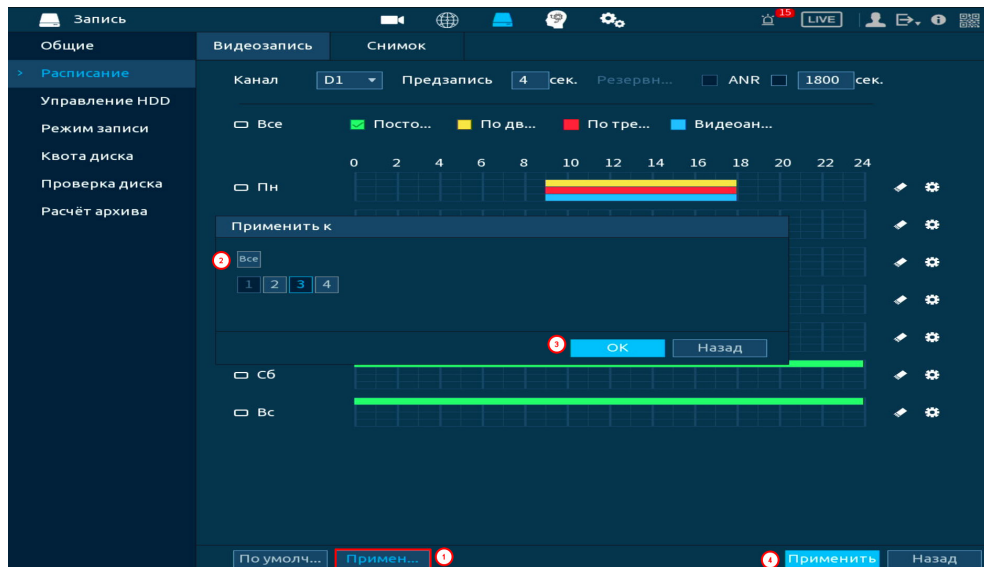 Запись 15 LIVE
Общие
Расписание
Управление HDD
Режим записи
Квота диска
Проверка диска
Расчёт архива
Видеозапись Снимок
Канал D1 Предзапись 4 сек. Резервн... ANR 1800 сек.
Все Посто... По дв... По тре... Видеоан...
0 2 4 6 8 10 12 14 16 18 20 22 24
Пн
Применить к
2 Все
1 2 3 4
3 OK Назад
Сб
Вс
По умолч... Примен... 1 4 Применить Назад